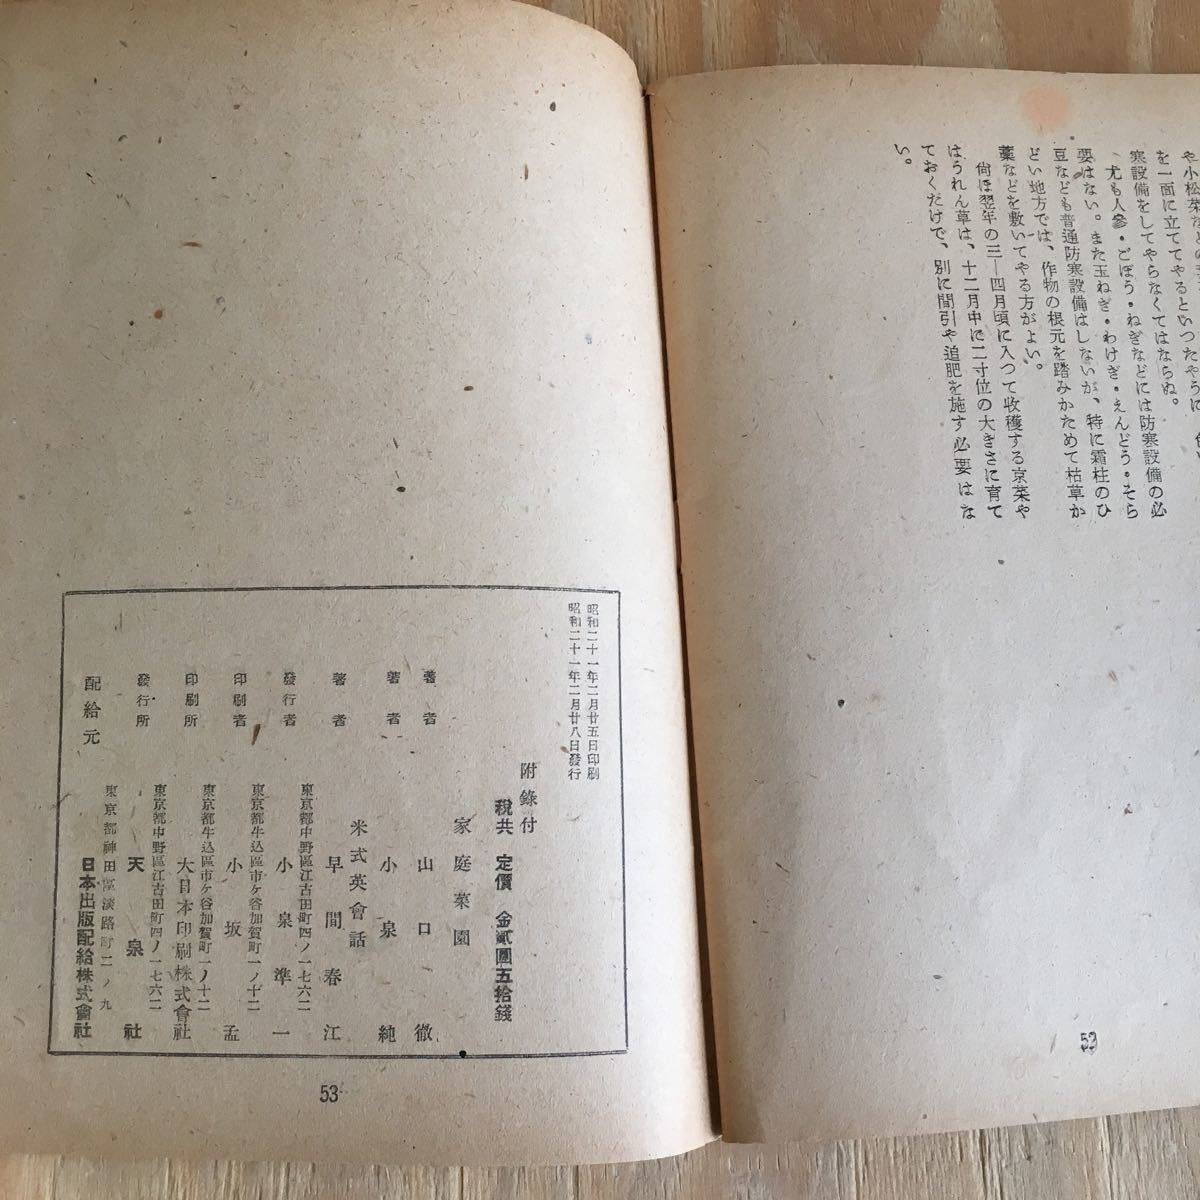 や小松菜などの
を一面に立ててやるといつたやうに
寒設備をしてやらなくてはならぬ。
尤も人參・ごぼう・ねぎなどには防寒設備の必
要はない。また玉ねぎ・わけぎ・えんどう・そら
豆なども普通防寒設備はしないが、特に霜柱のひ
どい地方では、作物の根元を踏みかためて枯草か
藁などを敷いてやる方がよい。
尙ほ翌年の三―四月頃に入つて收穫する京菜や
はうれん草は、十二月中に二寸位の大きさに育て
ておくだけで、別に間引や追肥を施す必要はな
い。
53
昭和二十一年二月廿五日印刷
昭和二十一年二月廿八日發行
附錄付
稅共 定價 金貳圓五拾錢
家庭菜園
著者 山口徹
著者 小泉純
米式英會話
著者 早間春江
東京都中野區江古田町四ノ一七六二
發行者 小泉準一
東京都牛込區市ケ谷加賀町一ノ十二
印刷者 小坂孟
東京都牛込區市ケ谷加賀町一ノ十二
印刷所 大日本印刷株式會社
東京都中野區江古田町四ノ一七六二
發行所 天泉社
東京都神田區淡路町二ノ九
配給元 日本出版配給株式會社
53